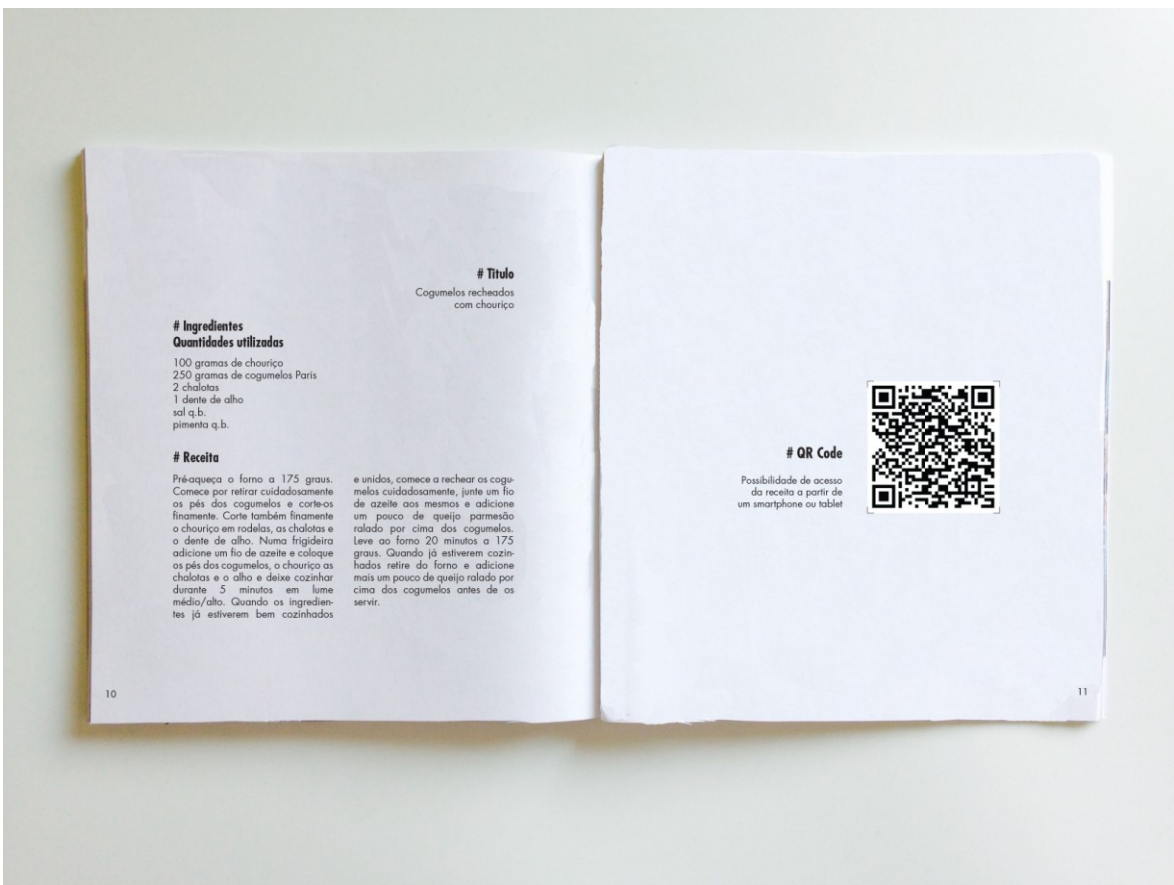 # Titulo
Cogumelos recheados
com chouriço
# Ingredientes
Quantidades utilizadas
100 gramas de chouriço
250 gramas de cogumelos Paris
2 chalotas
1 dente de alho
sal q.b.
pimenta q.b.
# Receita
Pré-aqueça o forno a 175 graus.
Comece por retirar cuidadosamente
os pés dos cogumelos e corte-os
finamente. Corte também finamente
o chouriço em rodelas, as chalotas e
o dente de alho. Numa frigideira
adicione um fio de azeite e coloque
os pés dos cogumelos, o chouriço as
chalotas e o alho e deixe cozinhar
durante 5 minutos em lume
médio/alto. Quando os ingredien-
tes já estiverem bem cozinhados
e unidos, comece a rechear os cogu-
melos cuidadosamente, junte um fio
de azeite aos mesmos e adicione
um pouco de queijo parmesão
ralado por cima dos cogumelos.
Leve ao forno 20 minutos a 175
graus. Quando já estiverem cozin-
hados retire do forno e adicione
mais um pouco de queijo ralado por
cima dos cogumelos antes de os
servir.
10
# QR Code
Possibilidade de acesso
da receita a partir de
um smartphone ou tablet
11